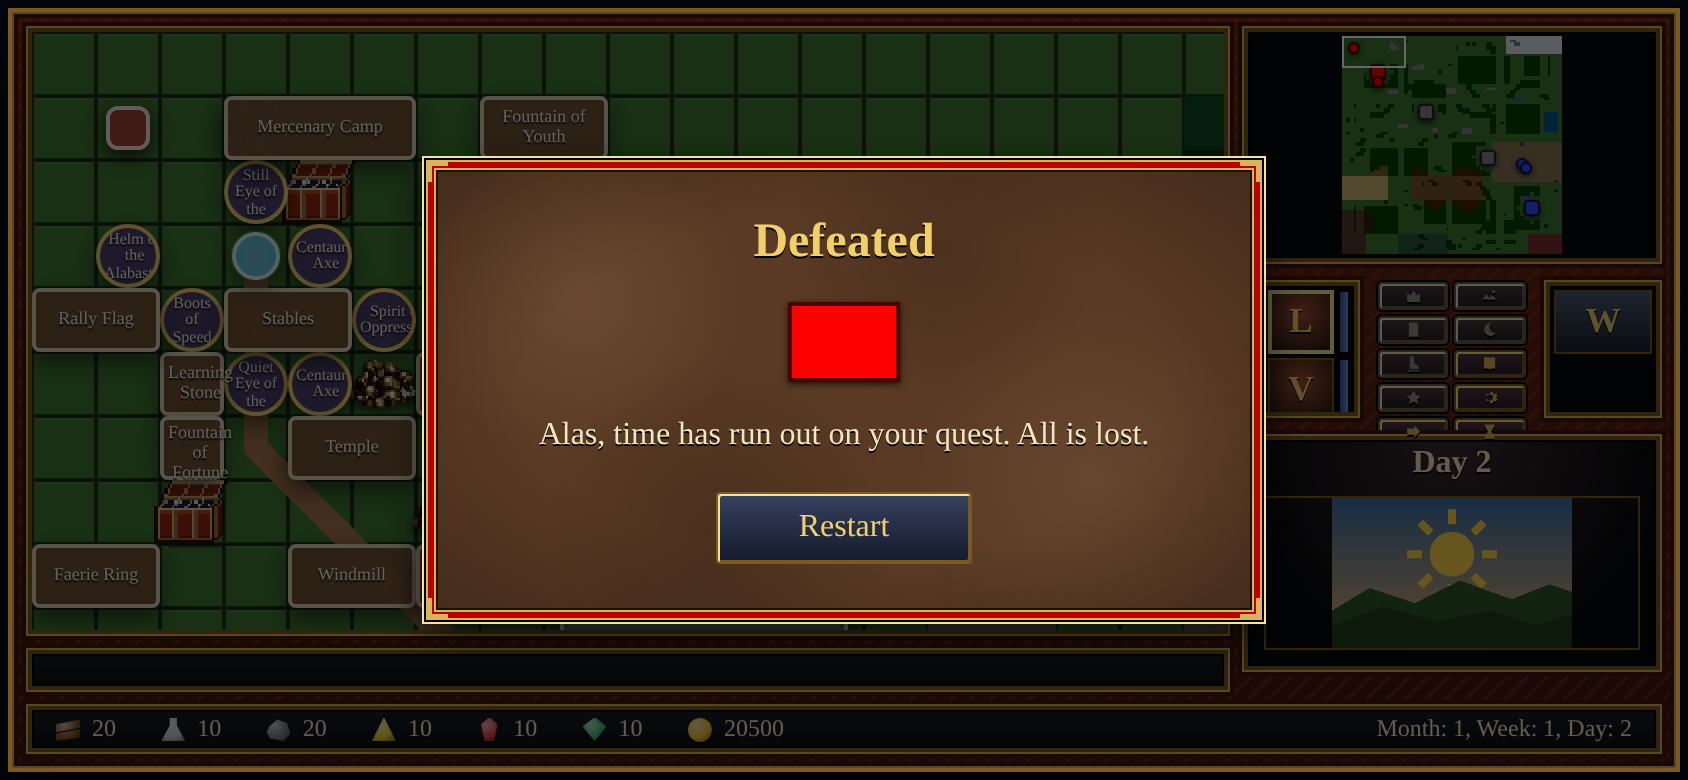 Mercenary Camp
Fountain of
Youth
Still
Eye of
the
Helm
the
Alabast
Centaur
Axe
Rally Flag
Boots
of
Speed
Stables
Spirit
Oppress
Learning
Stone
Quiet
Eye of
the
Centaur
Axe
Fountain
of
Fortune
Temple
Faerie Ring
Windmill
Defeated
Alas, time has run out on your quest. All is lost.
Restart
L
V
W
Day 2
20 10 20 10 10 10 20500
Month: 1, Week: 1, Day: 2